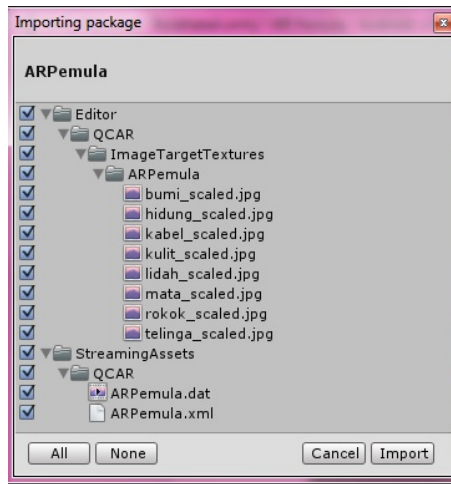 Importing package
ARPemula
Editor
QCAR
ImageTargetTextures
ARPemula
bumi_scaled.jpg
hidung_scaled.jpg
kabel_scaled.jpg
kulit_scaled.jpg
lidah_scaled.jpg
mata_scaled.jpg
rokok_scaled.jpg
telinga_scaled.jpg
StreamingAssets
QCAR
ARPemula.dat
ARPemula.xml
All None Cancel Import